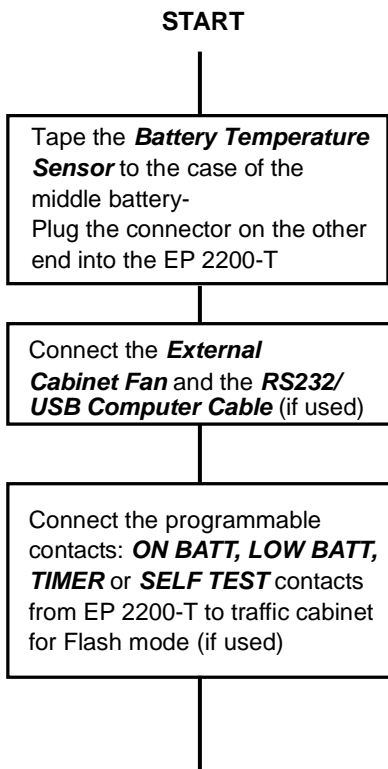 START
Tape the Battery Temperature
Sensor to the case of the
middle battery-
Plug the connector on the other
end into the EP 2200-T
Connect the External
Cabinet Fan and the RS232/
USB Computer Cable (if used)
Connect the programmable
contacts: ON BATT, LOW BATT,
TIMER or SELF TEST contacts
from EP 2200-T to traffic cabinet
for Flash mode (if used)